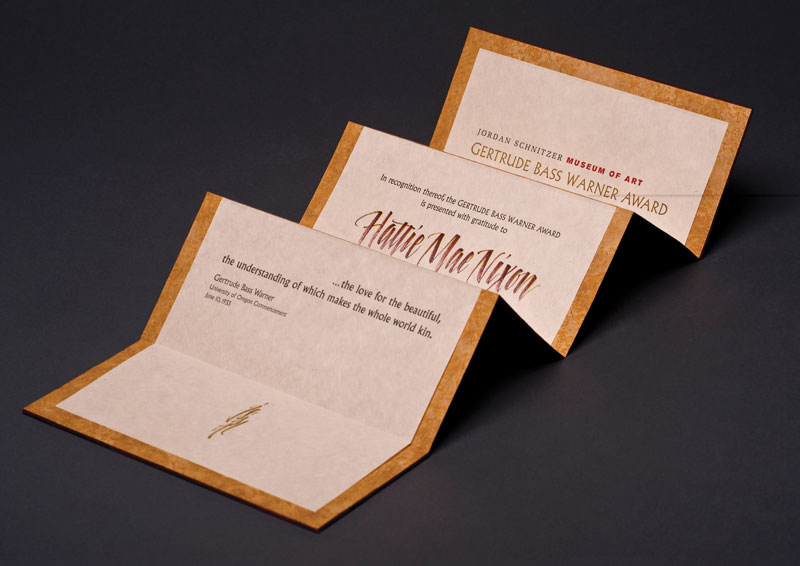 JORDAN SCHNITZER MUSEUM OF ART
GERTRUDE BASS WARNER AWARD
In recognition thereof, the GERTRUDE BASS WARNER AWARD
is presented with gratitude to
Hattie Mae Nixon
...the love for the beautiful,
the understanding of which makes the whole world kin.
Gertrude Bass Warner
University of Oregon Commencement
June 10, 1933